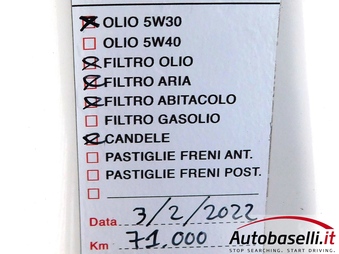 OLIO 5W30
OLIO 5W40
FILTRO OLIO
FILTRO ARIA
FILTRO ABITACOLO
FILTRO GASOLIO
CANDELE
PASTIGLIE FRENI ANT.
PASTIGLIE FRENI POST.
Data 3/2/2022
Km 71.000
Autobaselli.it
STOP SEARCHING. START DRIVING.